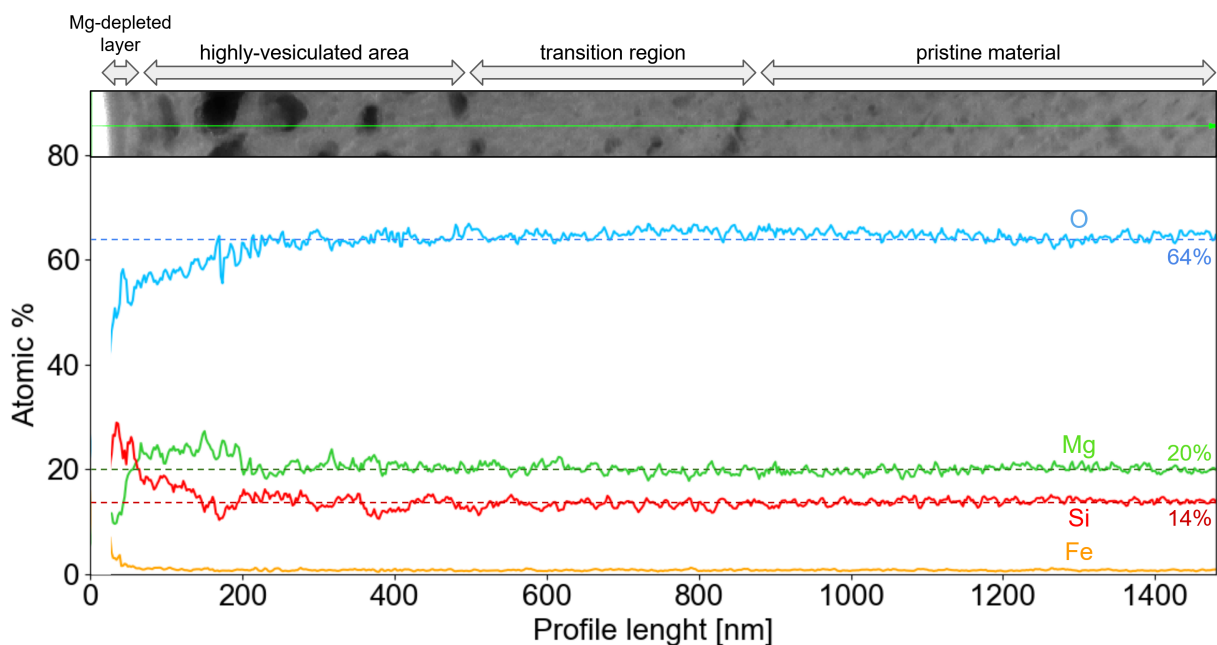 Mg-depleted
layer
highly-vesiculated area
transition region
pristine material
80
60
40
20
0
Atomic %
O
64%
Mg
20%
Si
14%
Fe
0 200 400 600 800 1000 1200 1400
Profile lenght [nm]